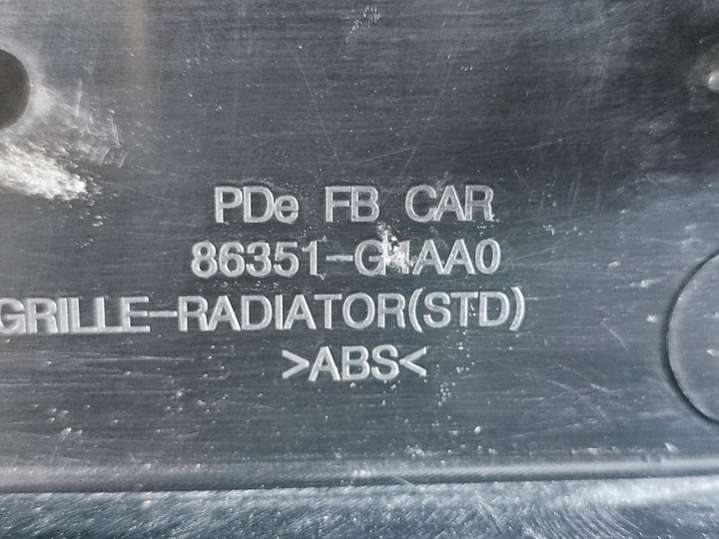 PDe FB CAR
86351-G4AA0
GRILLE-RADIATOR(STD)
>ABS<